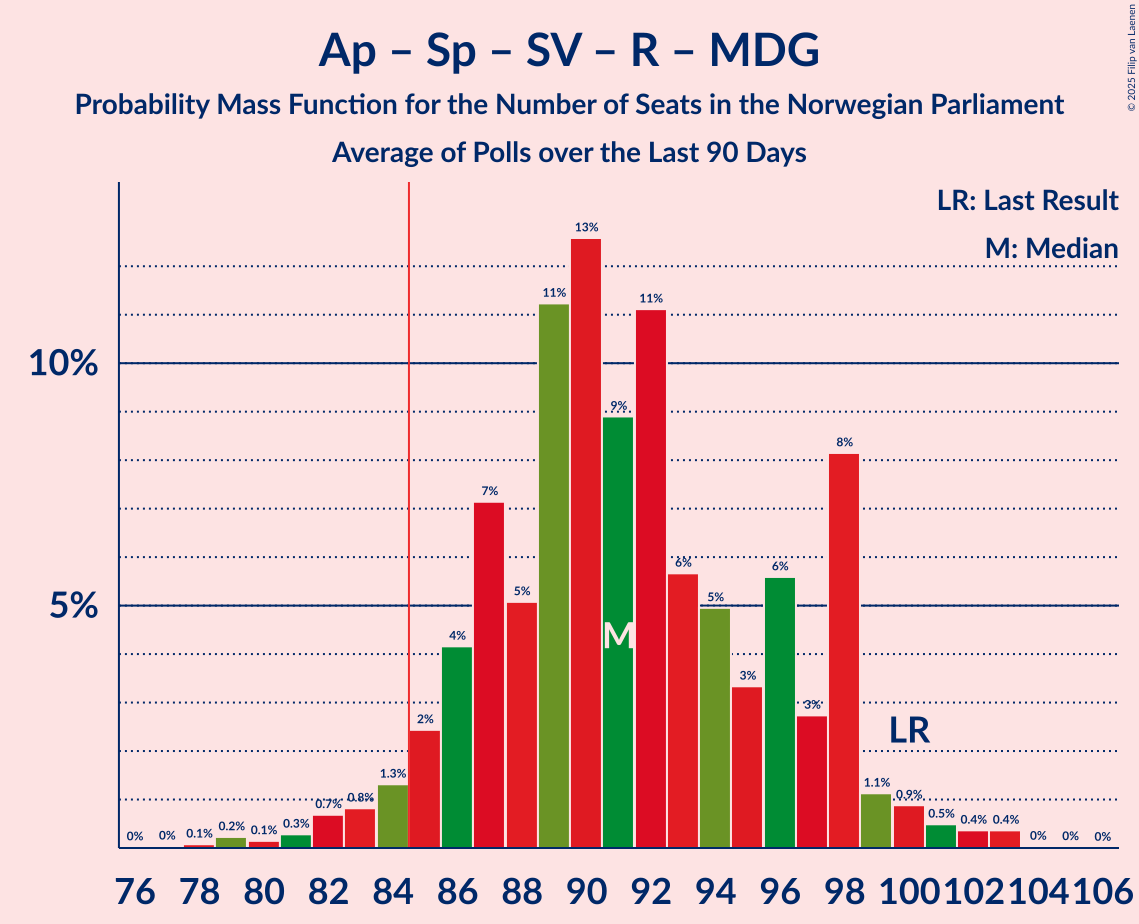 Ap – Sp – SV – R – MDG
Probability Mass Function for the Number of Seats in the Norwegian Parliament
Average of Polls over the Last 90 Days
© 2025 Filip van Laenen
LR: Last Result
M: Median
10%
5%
0% 0% 0.1% 0.2% 0.1% 0.3% 0.7% 0.8% 1.3% 2% 4% 7% 5% 11% 13% 9% 11% 6% 5% 3% 6% 3% 8% 1.1% 0.9% 0.5% 0.4% 0.4% 0% 0% 0%
M
LR
76 78 80 82 84 86 88 90 92 94 96 98 100 102 104 106